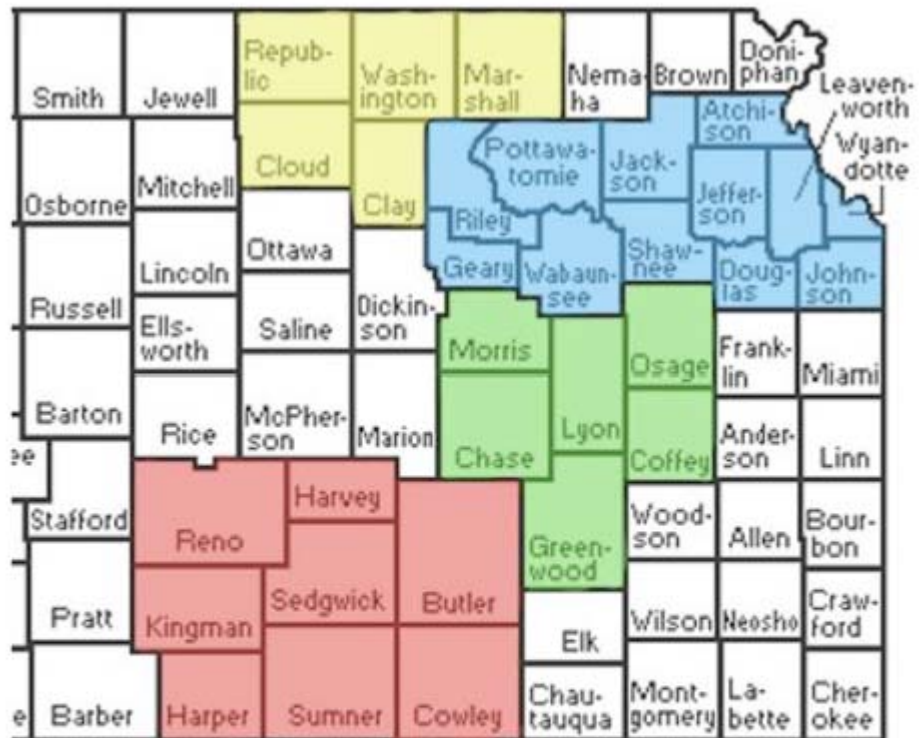 Smith
Jewell
Repub-
lic
Wash-
ington
Mar-
shall
Nema-
ha
Brown
Doni-
phan
Leaven-
worth
Wyan-
dotte
Atchi-
son
Osborne
Mitchell
Cloud
Clay
Riley
Pottawa-
tomie
Jack-
son
Jeffer-
son
Ottawa
Geary
Wabaun-
see
Shaw-
nee
Doug-
las
John-
son
Russell
Lincoln
Saline
Dickin-
son
Ells-
worth
Morris
Osage
Frank-
lin
Miami
Barton
Rice
McPher-
son
Marion
Chase
Lyon
Coffey
Ander-
son
Linn
ee
Stafford
Reno
Harvey
Green-
wood
Wood-
son
Allen
Bour-
bon
Pratt
Kingman
Sedgwick
Butler
Elk
Wilson
Neosho
Craw-
ford
e
Barber
Harper
Sumner
Cowley
Chau-
tauqua
Mont-
gomery
La-
bette
Cher-
okee